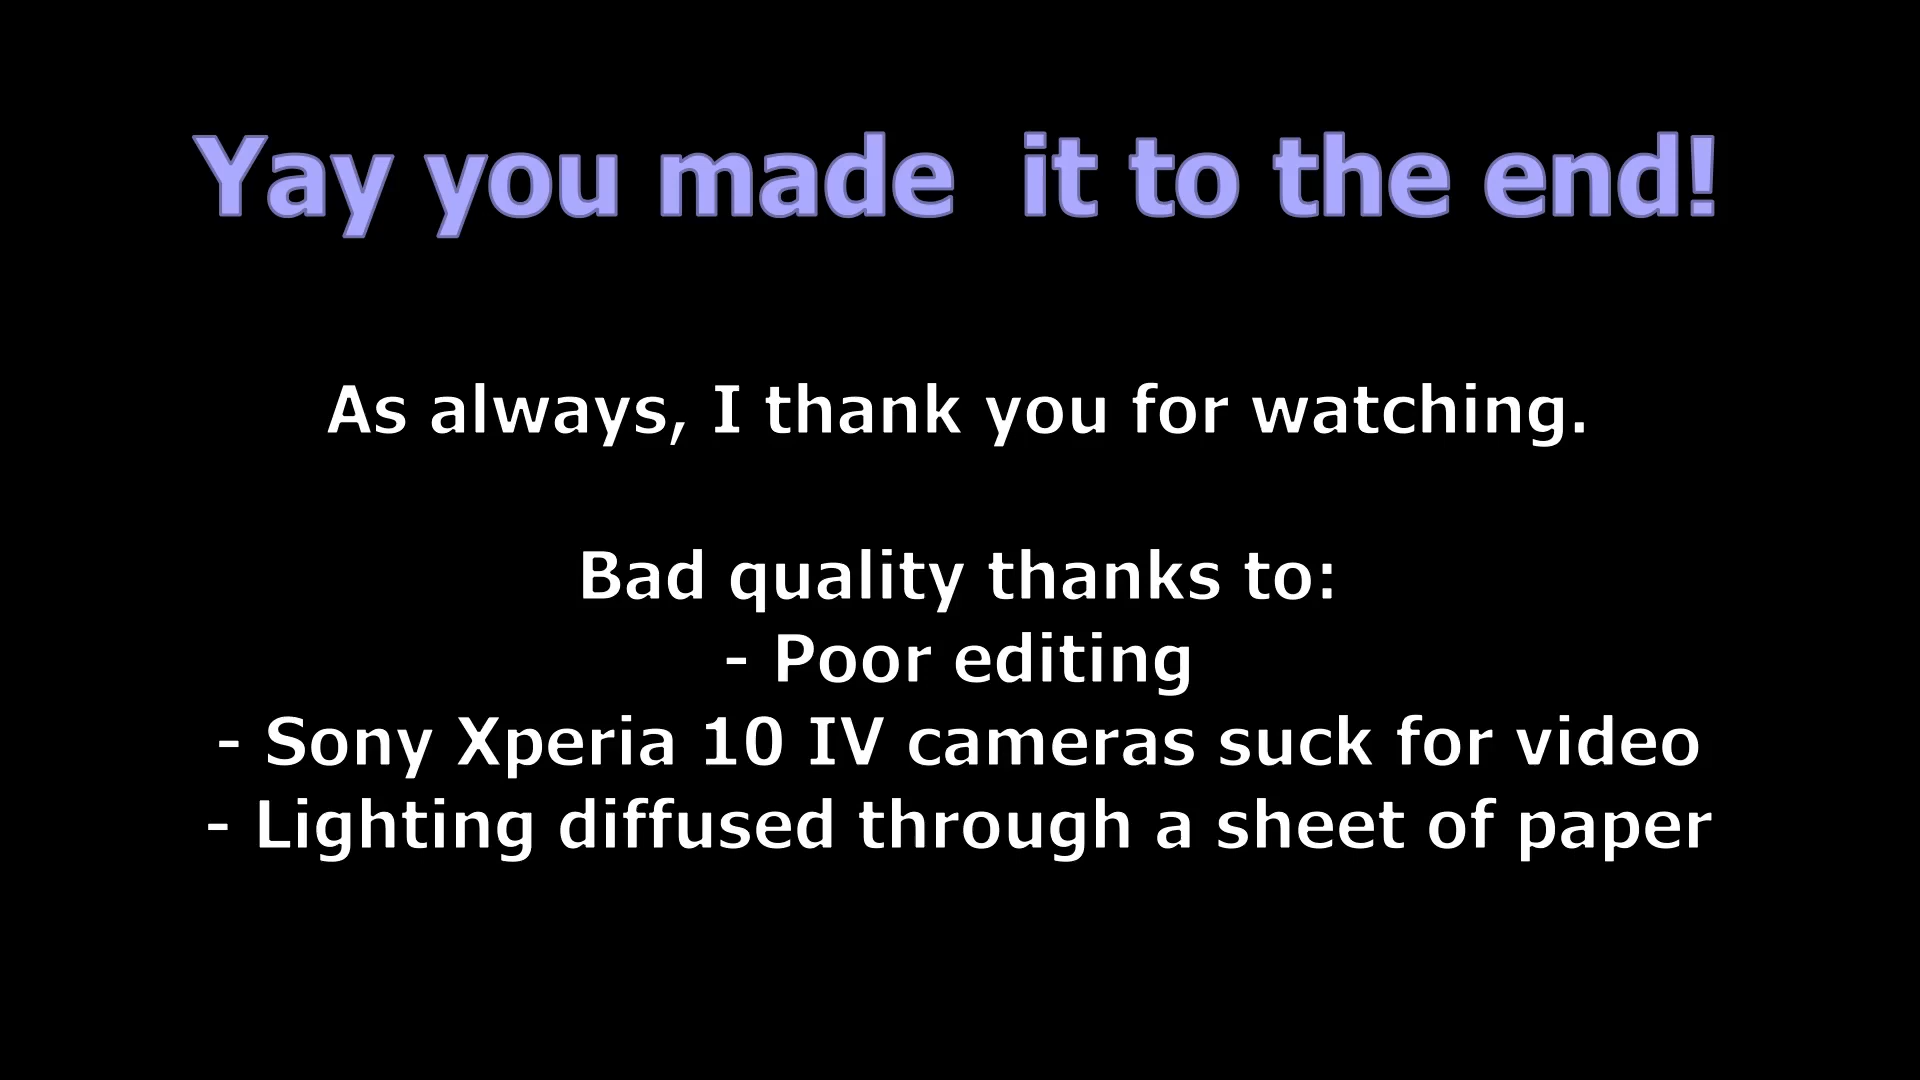 Yay you made  it to the end!
As always, I thank you for watching.
Bad quality thanks to:
- Poor editing
- Sony Xperia 10 IV cameras suck for video
- Lighting diffused through a sheet of paper